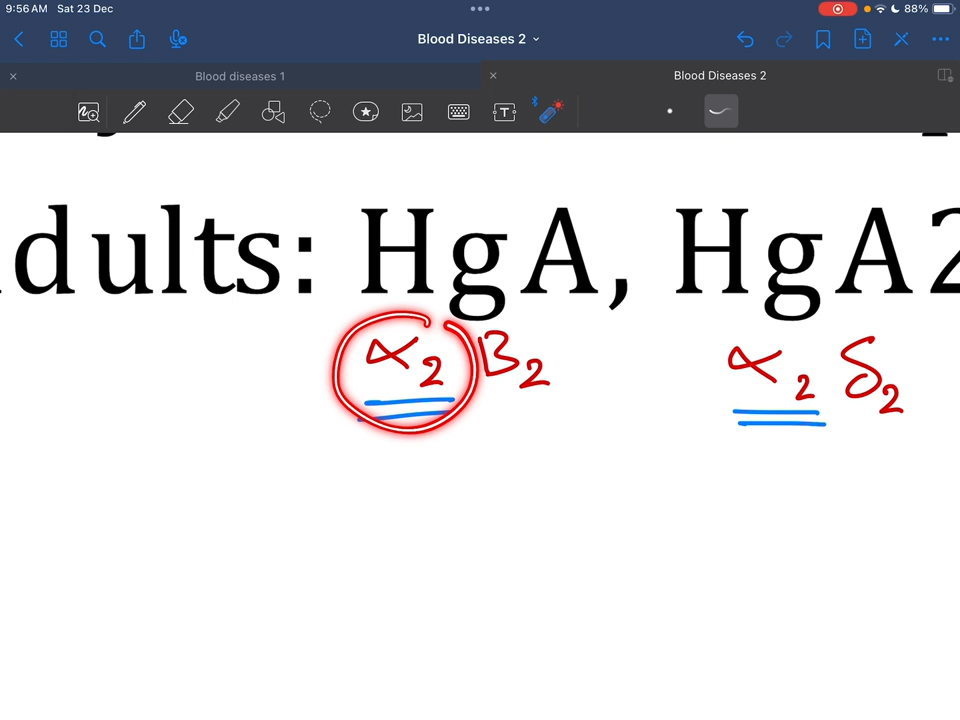 9:56 AM Sat 23 Dec
88%
Blood Diseases 2
Blood diseases 1
Blood Diseases 2
T
dults: HgA, HgA2
α2 B2 α2 δ2